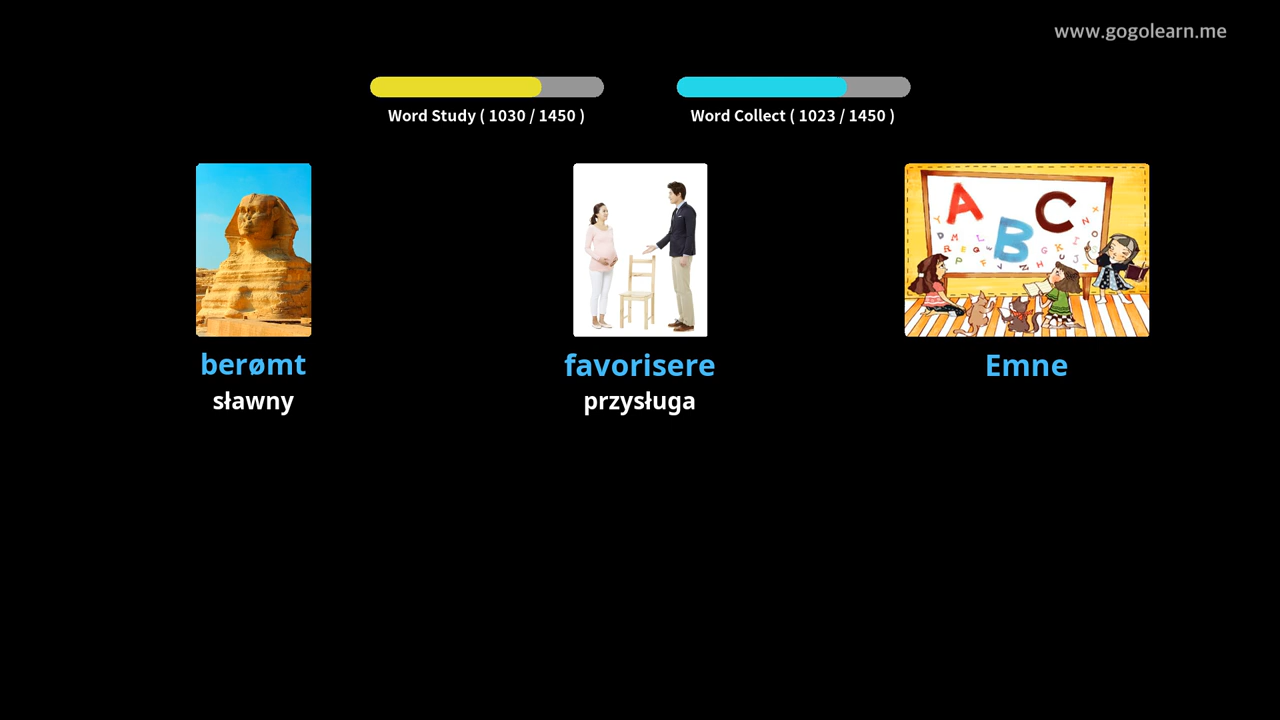 www.gogolearn.me
Word Study ( 1030 / 1450 )
Word Collect ( 1023 / 1450 )
A
B
C
berømt
favorisere
Emne
sławny
przysługa